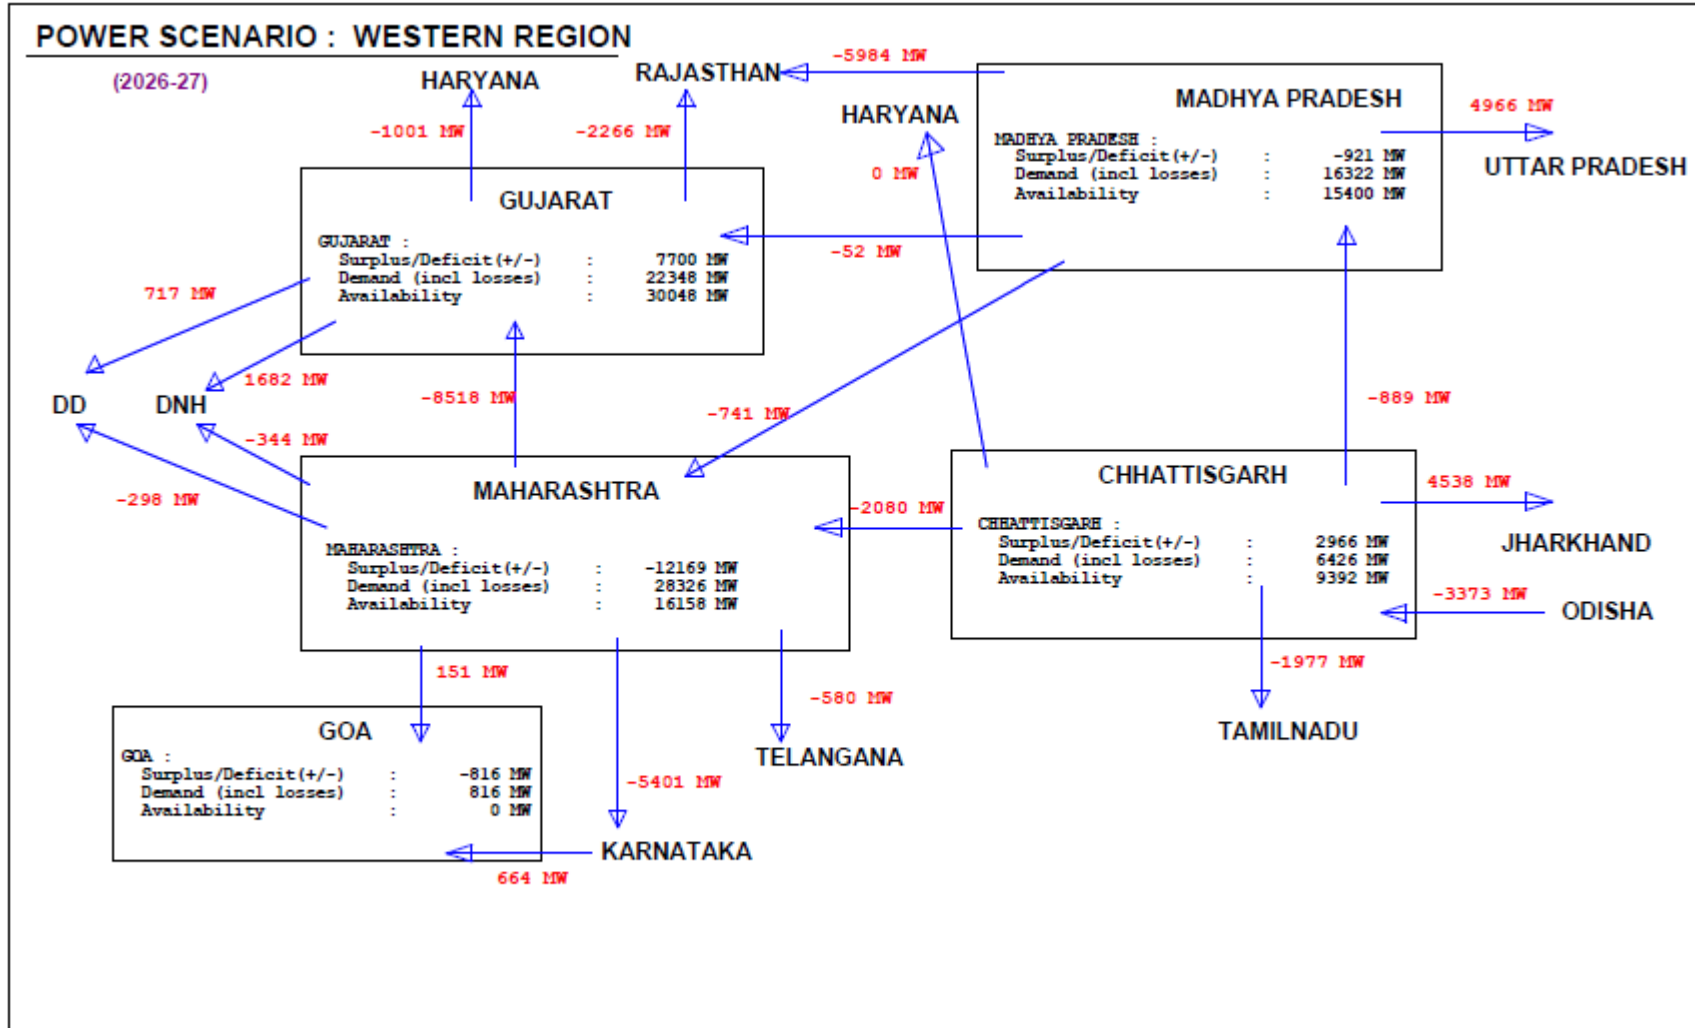 POWER SCENARIO : WESTERN REGION
(2026-27)
HARYANA
RAJASTHAN
-5984 MW
-1001 MW
-2266 MW
HARYANA
0 MW
MADHYA PRADESH
MADHYA PRADESH :
Surplus/Deficit(+/-) : -921 MW
Demand (incl losses) : 16322 MW
Availability : 15400 MW
4966 MW
UTTAR PRADESH
GUJARAT
GUJARAT :
Surplus/Deficit(+/-) : 7700 MW
Demand (incl losses) : 22348 MW
Availability : 30048 MW
-52 MW
717 MW
1682 MW
DD
DNH
-8518 MW
-741 MW
-889 MW
-344 MW
-298 MW
MAHARASHTRA
MAHARASHTRA :
Surplus/Deficit(+/-) : -12169 MW
Demand (incl losses) : 28326 MW
Availability : 16158 MW
-2080 MW
CHHATTISGARH
CHHATTISGARH :
Surplus/Deficit(+/-) : 2966 MW
Demand (incl losses) : 6426 MW
Availability : 9392 MW
4538 MW
JHARKHAND
-3373 MW
ODISHA
-1977 MW
TAMILNADU
151 MW
-580 MW
TELANGANA
GOA
GOA :
Surplus/Deficit(+/-) : -816 MW
Demand (incl losses) : 816 MW
Availability : 0 MW
-5401 MW
KARNATAKA
664 MW